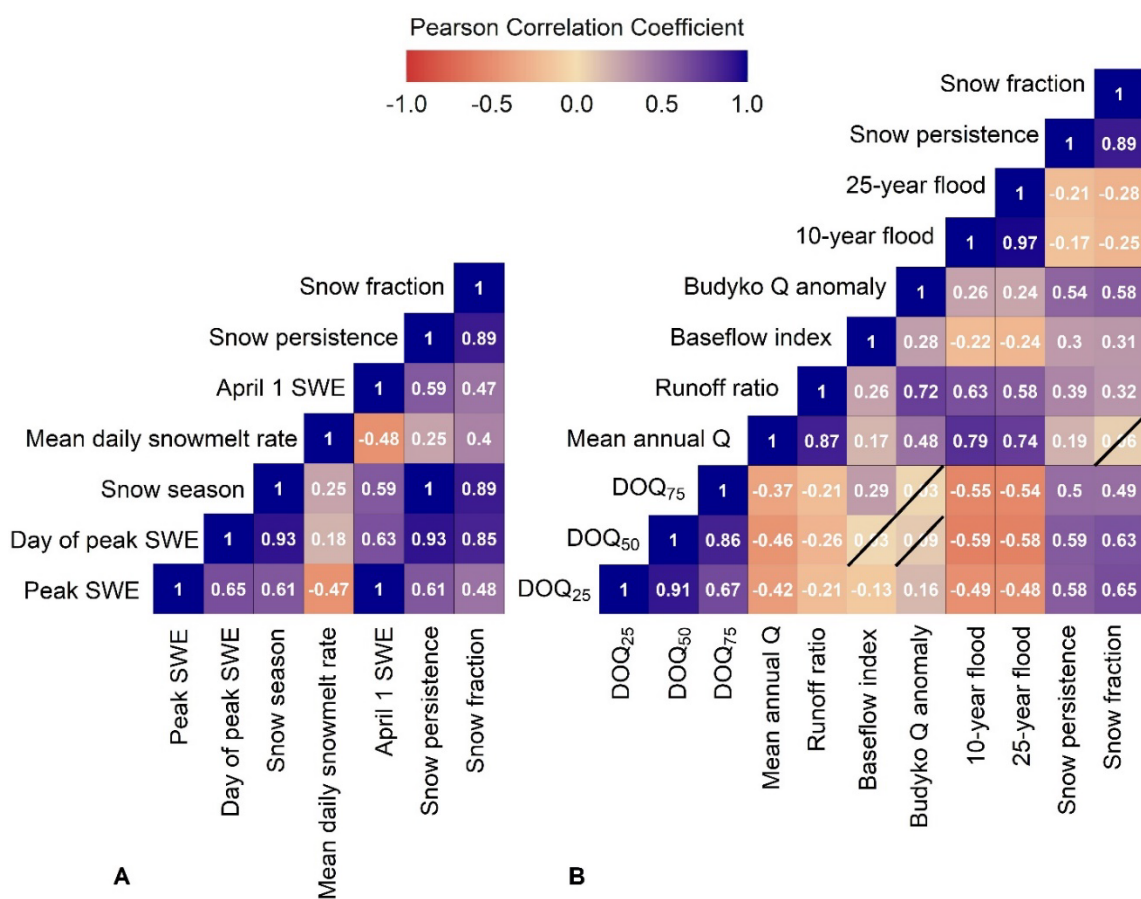 Pearson Correlation Coefficient
-1.0 -0.5 0.0 0.5 1.0
Snow fraction 1
Snow persistence 1 0.89
April 1 SWE 1 0.59 0.47
Mean daily snowmelt rate 1 -0.48 0.25 0.4
Snow season 1 0.25 0.59 1 0.89
Day of peak SWE 1 0.93 0.18 0.63 0.93 0.85
Peak SWE 1 0.65 0.61 -0.47 1 0.61 0.48
Peak SWE
Day of peak SWE
Snow season
Mean daily snowmelt rate
April 1 SWE
Snow persistence
Snow fraction
A
Snow fraction 1
Snow persistence 1 0.89
25-year flood 1 -0.21 -0.28
10-year flood 1 0.97 -0.17 -0.25
Budyko Q anomaly 1 0.26 0.24 0.54 0.58
Baseflow index 1 0.28 -0.22 -0.24 0.3 0.31
Runoff ratio 1 0.26 0.72 0.63 0.58 0.39 0.32
Mean annual Q 1 0.87 0.17 0.48 0.79 0.74 0.19 0.06
DOQ₇₅ 1 -0.37 -0.21 0.29 0.03 -0.55 -0.54 0.5 0.49
DOQ₅₀ 1 0.86 -0.46 -0.26 0.03 0.09 -0.59 -0.58 0.59 0.63
DOQ₂₅ 1 0.91 0.67 -0.42 -0.21 -0.13 0.16 -0.49 -0.48 0.58 0.65
DOQ₂₅
DOQ₅₀
DOQ₷₅
Mean annual Q
Runoff ratio
Baseflow index
Budyko Q anomaly
10-year flood
25-year flood
Snow persistence
Snow fraction
B